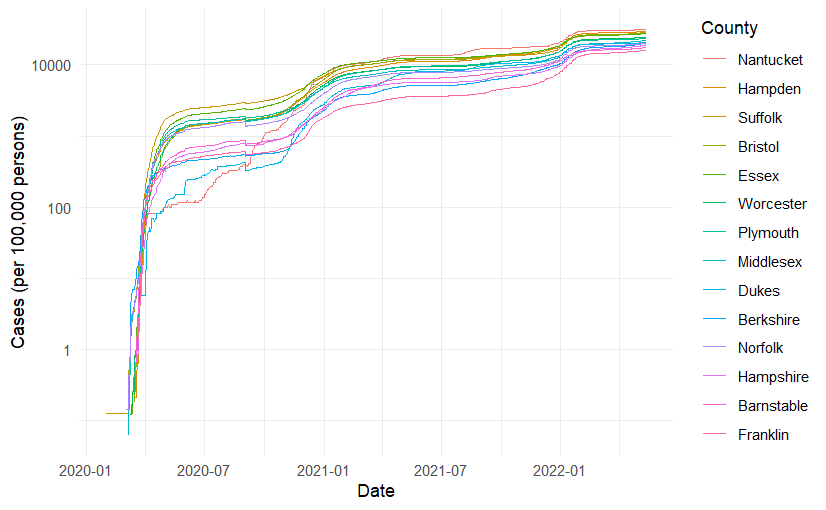 County
Nantucket
Hampden
Suffolk
Bristol
Essex
Worcester
Plymouth
Middlesex
Dukes
Berkshire
Norfolk
Hampshire
Barnstable
Franklin
Cases (per 100,000 persons)
10000
100
1
2020-01
2020-07
2021-01
2021-07
2022-01
Date